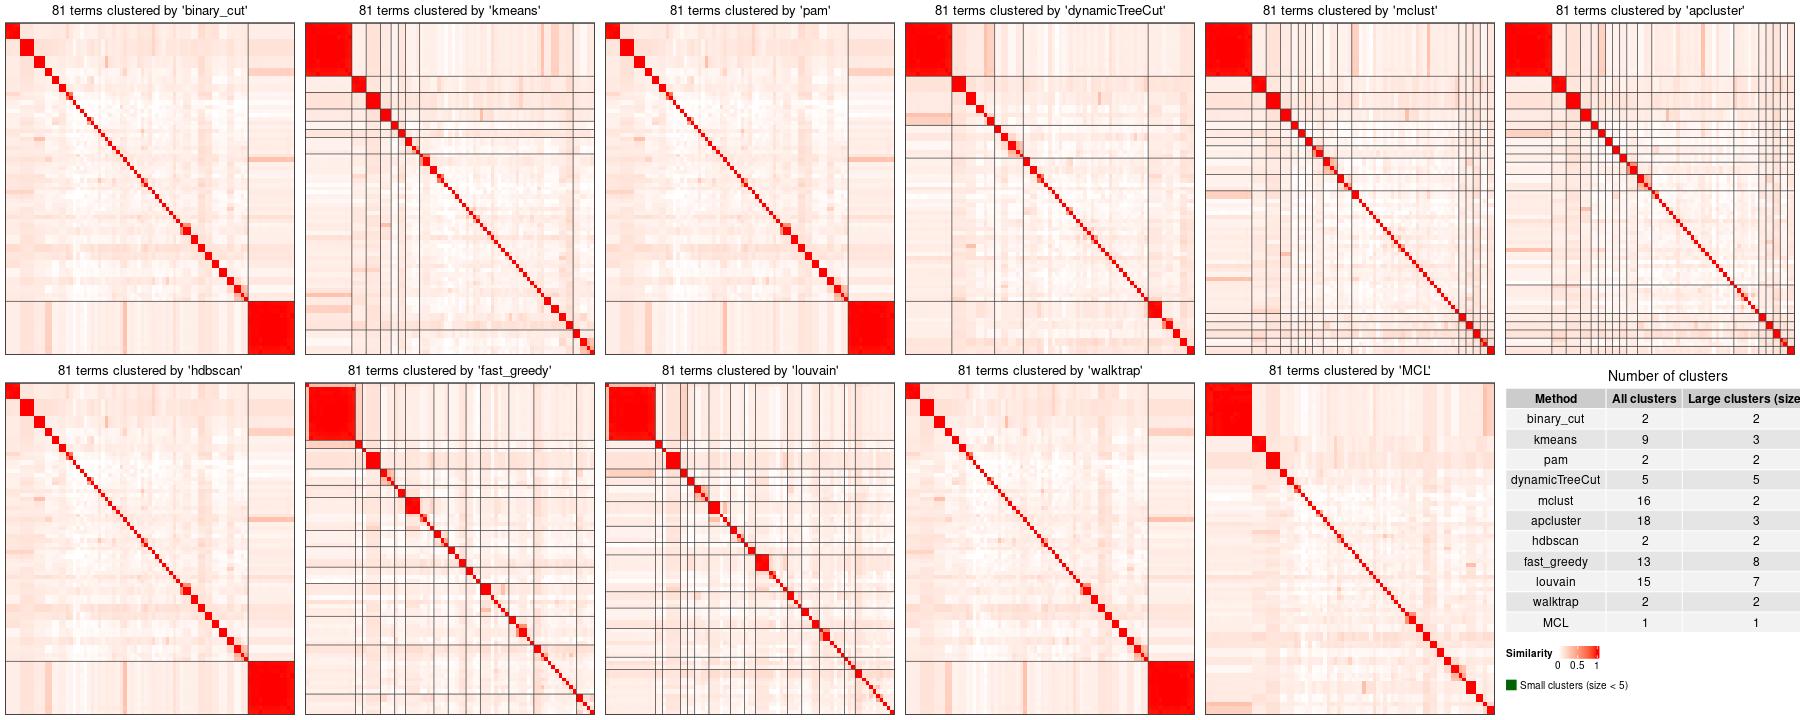 81 terms clustered by 'binary_cut'
81 terms clustered by 'kmeans'
81 terms clustered by 'pam'
81 terms clustered by 'dynamicTreeCut'
81 terms clustered by 'mclust'
81 terms clustered by 'apcluster'
81 terms clustered by 'hdbscan'
81 terms clustered by 'fast_greedy'
81 terms clustered by 'louvain'
81 terms clustered by 'walktrap'
81 terms clustered by 'MCL'
Number of clusters
Method All clusters Large clusters (size
binary_cut 2 2
kmeans 9 3
pam 2 2
dynamicTreeCut 5 5
mclust 16 2
apcluster 18 3
hdbscan 2 2
fast_greedy 13 8
louvain 15 7
walktrap 2 2
MCL 1 1
Similarity
0 0.5 1
Small clusters (size < 5)